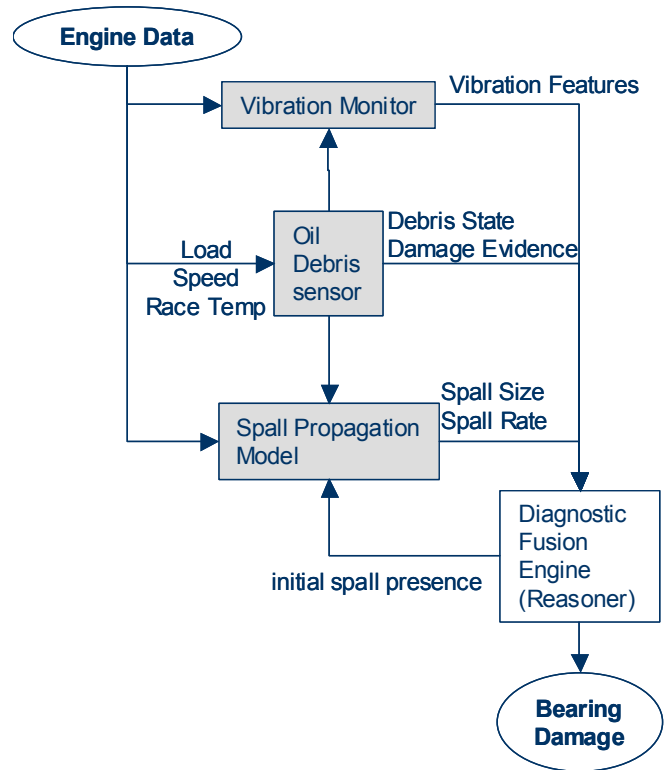 Engine Data
Vibration Monitor
Vibration Features
Oil
Debris
sensor
Debris State
Damage Evidence
Load
Speed
Race Temp
Spall Propagation
Model
Spall Size
Spall Rate
Diagnostic
Fusion
Engine
(Reasoner)
initial spall presence
Bearing
Damage